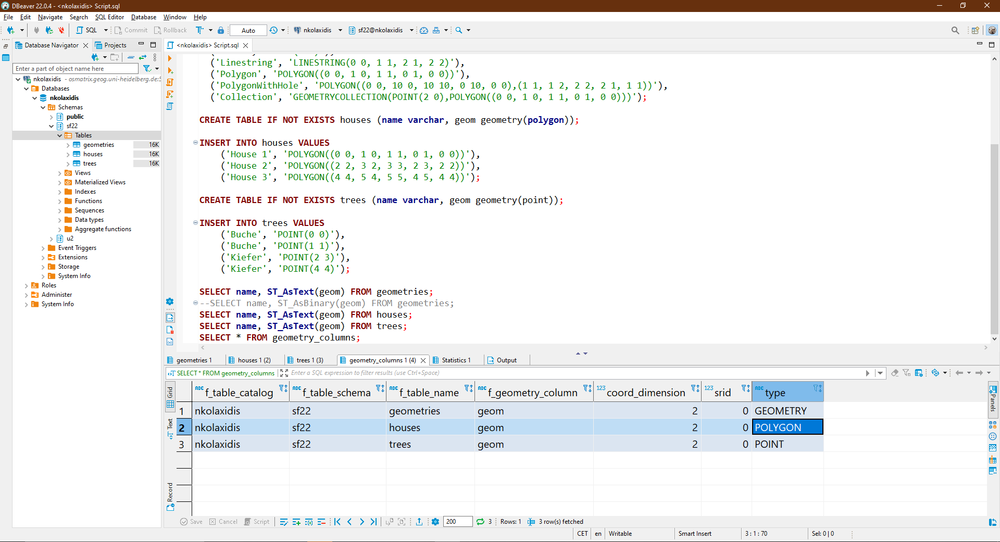 DBeaver 22.0.4 - <nkolaxidis> Script.sql
File Edit Navigate Search SQL Editor Database Window Help
SQL Commit Rollback Auto nkolaxidis sf22@nkolaxidis
Database Navigator Projects
Enter a part of object name here
nkolaxidis - osmatrix.geog.uni-heidelberg.de:5
Databases
nkolaxidis
Schemas
public
sf22
Tables
geometries 16K
houses 16K
trees 16K
Views
Materialized Views
Indexes
Functions
Sequences
Data types
Aggregate functions
u2
Event Triggers
Extensions
Storage
System Info
Roles
Administer
System Info
<nkolaxidis> Script.sql
('Linestring', 'LINESTRING(0 0, 1 1, 2 1, 2 2)'),
('Polygon', 'POLYGON((0 0, 1 0, 1 1, 0 1, 0 0))'),
('PolygonWithHole', 'POLYGON((0 0, 10 0, 10 10, 0 10, 0 0),(1 1, 1 2, 2 2, 2 1, 1 1))'),
('Collection', 'GEOMETRYCOLLECTION(POINT(2 0),POLYGON((0 0, 1 0, 1 1, 0 1, 0 0)))');
CREATE TABLE IF NOT EXISTS houses (name varchar, geom geometry(polygon));
INSERT INTO houses VALUES
('House 1', 'POLYGON((0 0, 1 0, 1 1, 0 1, 0 0))'),
('House 2', 'POLYGON((2 2, 3 2, 3 3, 2 3, 2 2))'),
('House 3', 'POLYGON((4 4, 5 4, 5 5, 4 5, 4 4))');
CREATE TABLE IF NOT EXISTS trees (name varchar, geom geometry(point));
INSERT INTO trees VALUES
('Buche', 'POINT(0 0)'),
('Buche', 'POINT(1 1)'),
('Kiefer', 'POINT(2 3)'),
('Kiefer', 'POINT(4 4)');
SELECT name, ST_AsText(geom) FROM geometries;
--SELECT name, ST_AsBinary(geom) FROM geometries;
SELECT name, ST_AsText(geom) FROM houses;
SELECT name, ST_AsText(geom) FROM trees;
SELECT * FROM geometry_columns;
geometries 1 houses 1 (2) trees 1 (3) geometry_columns 1 (4) Statistics 1 Output
SELECT * FROM geometry_columns Enter a SQL expression to filter results (use Ctrl+Space)
Grid
Text
Record
Panels
ABC f_table_catalog ABC f_table_schema ABC f_table_name ABC f_geometry_column 123 coord_dimension 123 srid ABC type
1 nkolaxidis sf22 geometries geom 2 0 GEOMETRY
2 nkolaxidis sf22 houses geom 2 0 POLYGON
3 nkolaxidis sf22 trees geom 2 0 POINT
Save Cancel Script 200 3 Rows: 1 3 row(s) fetched
CET en Writable Smart Insert 3 : 1 : 70 Sel: 0 | 0